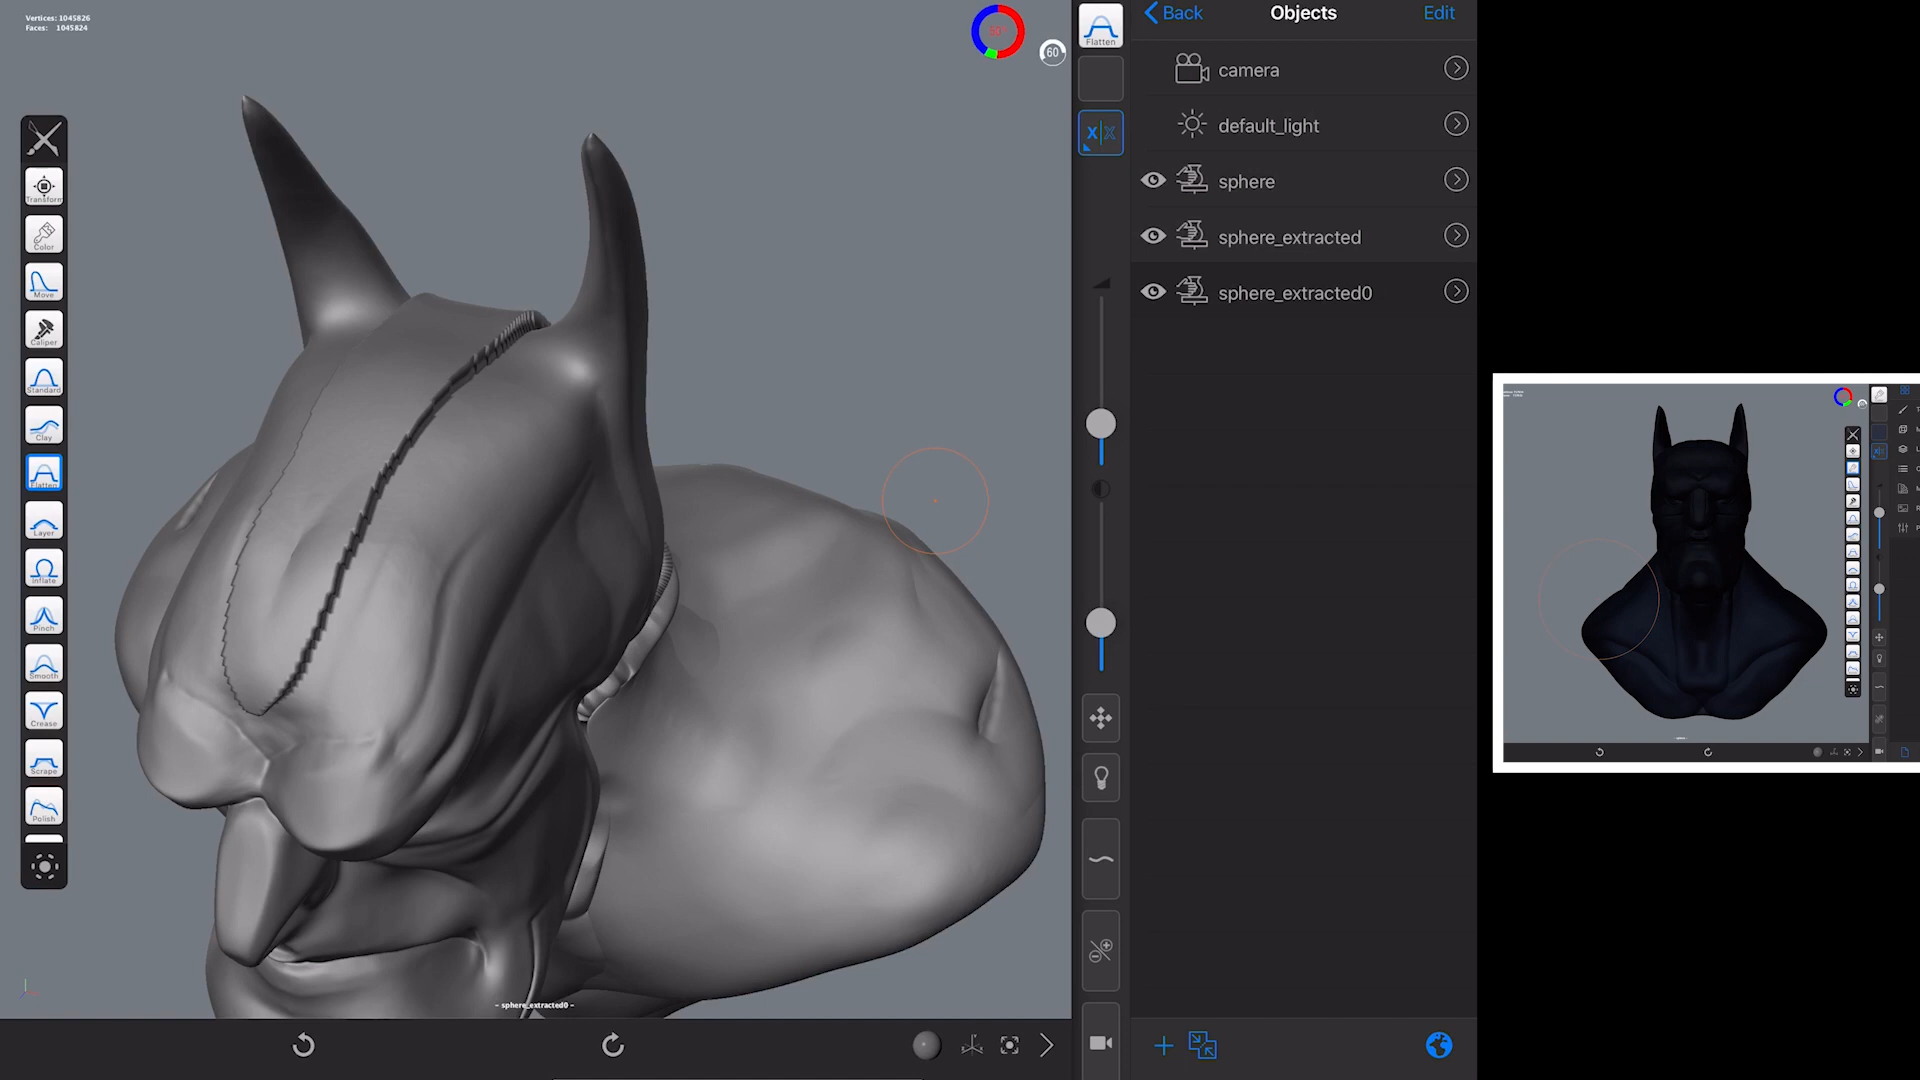 Vertices: 1045826
Faces: 1045824
60
Transform
Color
Move
Caliper
Standard
Clay
Flatten
Layer
Inflate
Pinch
Smooth
Crease
Scrape
Polish
- sphere_extracted0 -
Flatten
X|X
Back
Objects
Edit
camera
default_light
sphere
sphere_extracted
sphere_extracted0